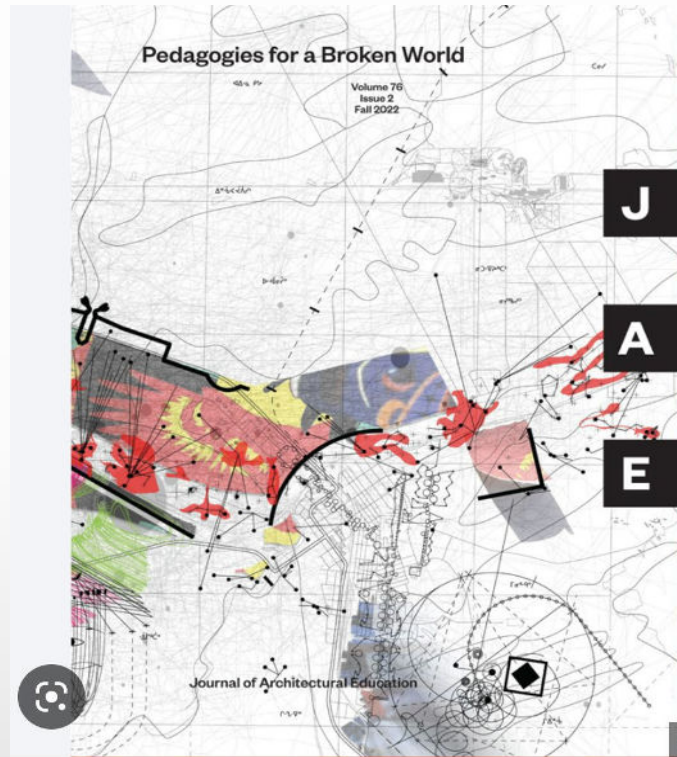 Pedagogies for a Broken World
Volume 76
Issue 2
Fall 2022
J
A
E
Journal of Architectural Education